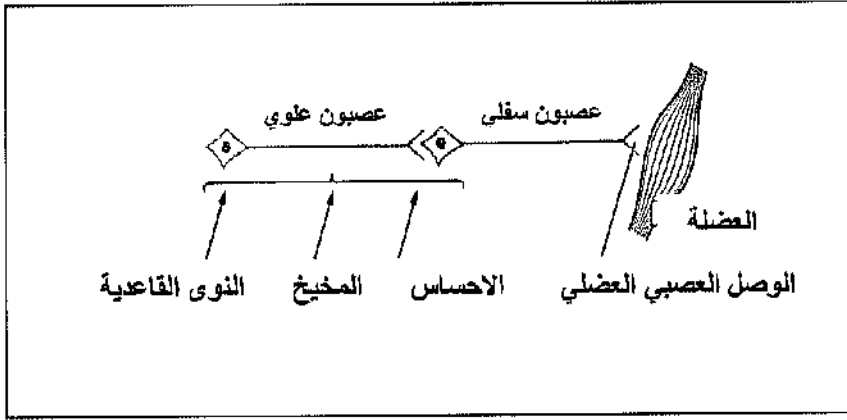 عصبون سفلي
عصبون علوي
العضلة
الوصل العصبي العضلي
الاحساس
المخيخ
النوى القاعدية